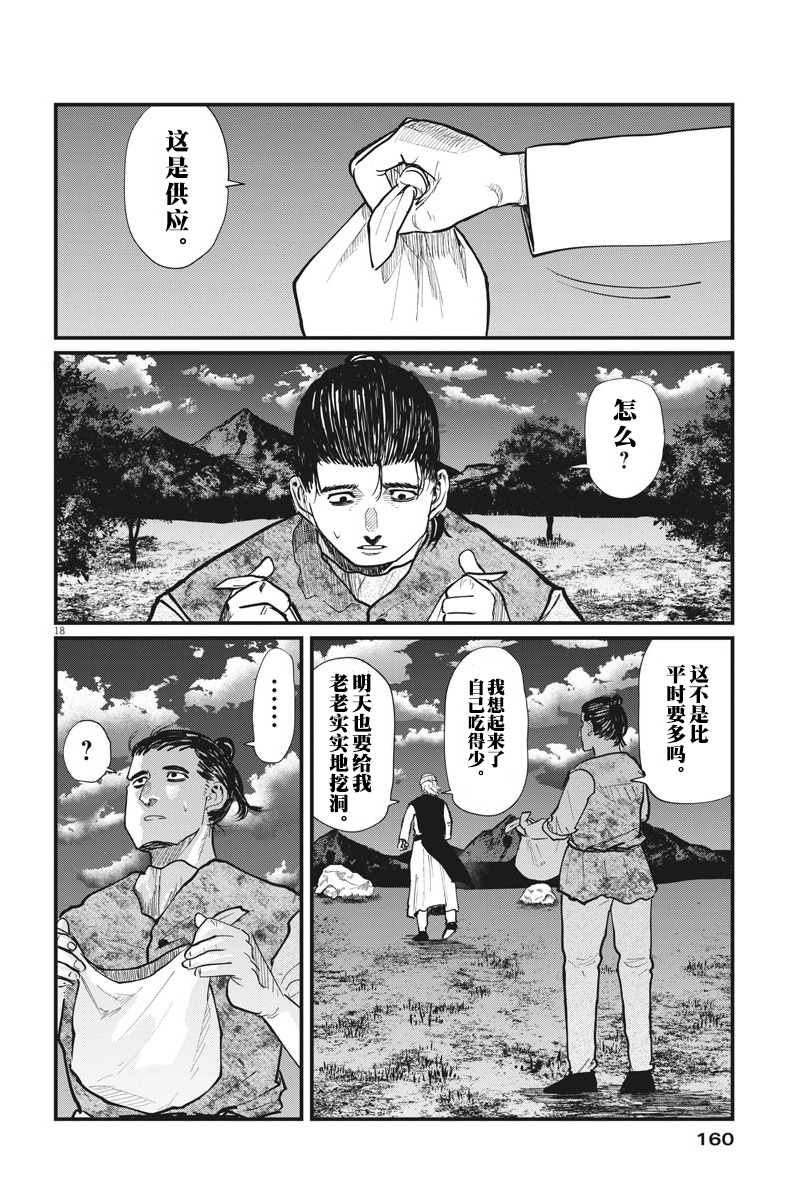 这是供应。
怎么？
18
这不是比
平时要多吗。
我想起来了
自己吃得少。
明天也要给我
老老实实地挖洞。
……
？
160